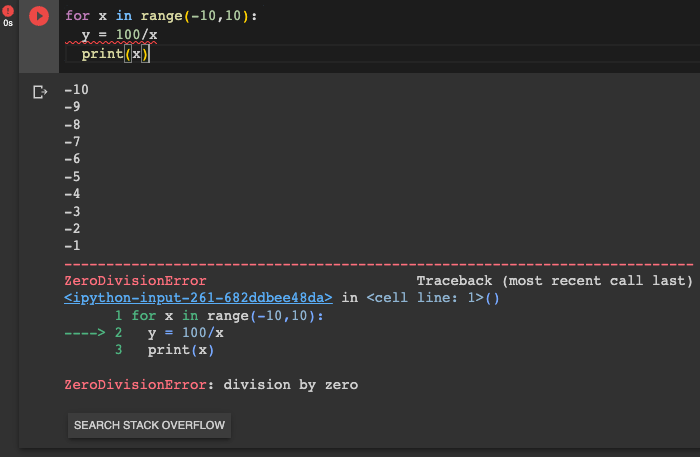 0s
for x in range(-10,10):
  y = 100/x
  print(x)
-10
-9
-8
-7
-6
-5
-4
-3
-2
-1
---------------------------------------------------------------------------
ZeroDivisionError                         Traceback (most recent call last)
<ipython-input-261-682ddbee48da> in <cell line: 1>()
      1 for x in range(-10,10):
----> 2   y = 100/x
      3   print(x)
ZeroDivisionError: division by zero
SEARCH STACK OVERFLOW